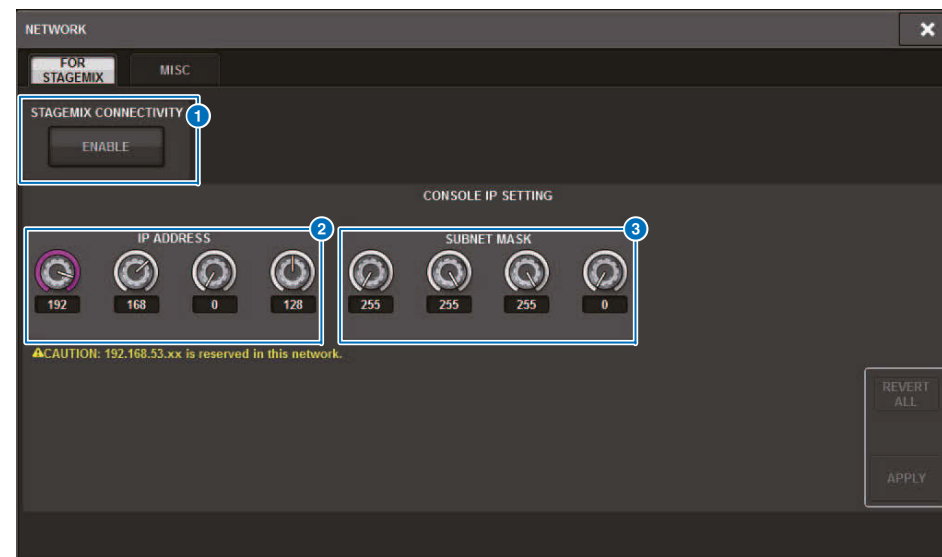 NETWORK
FOR
STAGEMIX
MISC
STAGEMIX CONNECTIVITY
1
ENABLE
CONSOLE IP SETTING
IP ADDRESS
2
SUBNET MASK
3
192 168 0 128 255 255 255 0
CAUTION: 192.168.53.xx is reserved in this network.
REVERT
ALL
APPLY